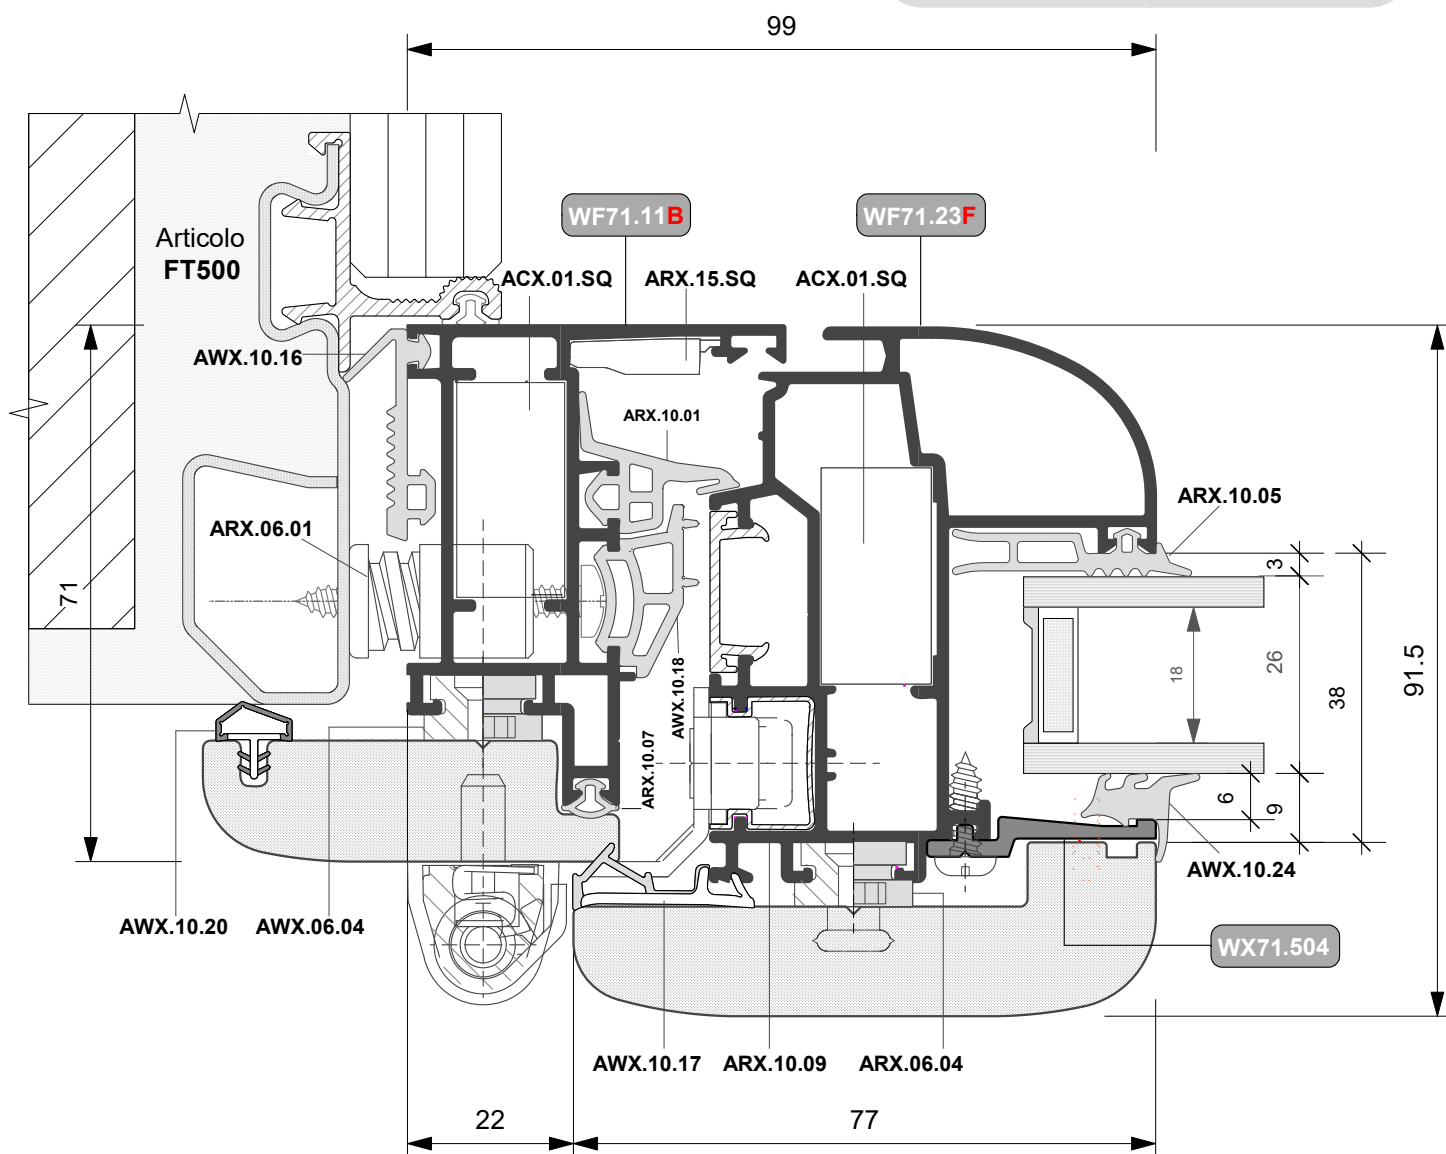 99
WF71.11B
WF71.23F
Articolo
FT500
ACX.01.SQ
ARX.15.SQ
ACX.01.SQ
AWX.10.16
ARX.10.01
ARX.10.05
ARX.06.01
71
3
18
26
38
91.5
AWX.10.18
ARX.10.07
6
9
AWX.10.24
AWX.10.20
AWX.06.04
WX71.504
AWX.10.17
ARX.10.09
ARX.06.04
22
77